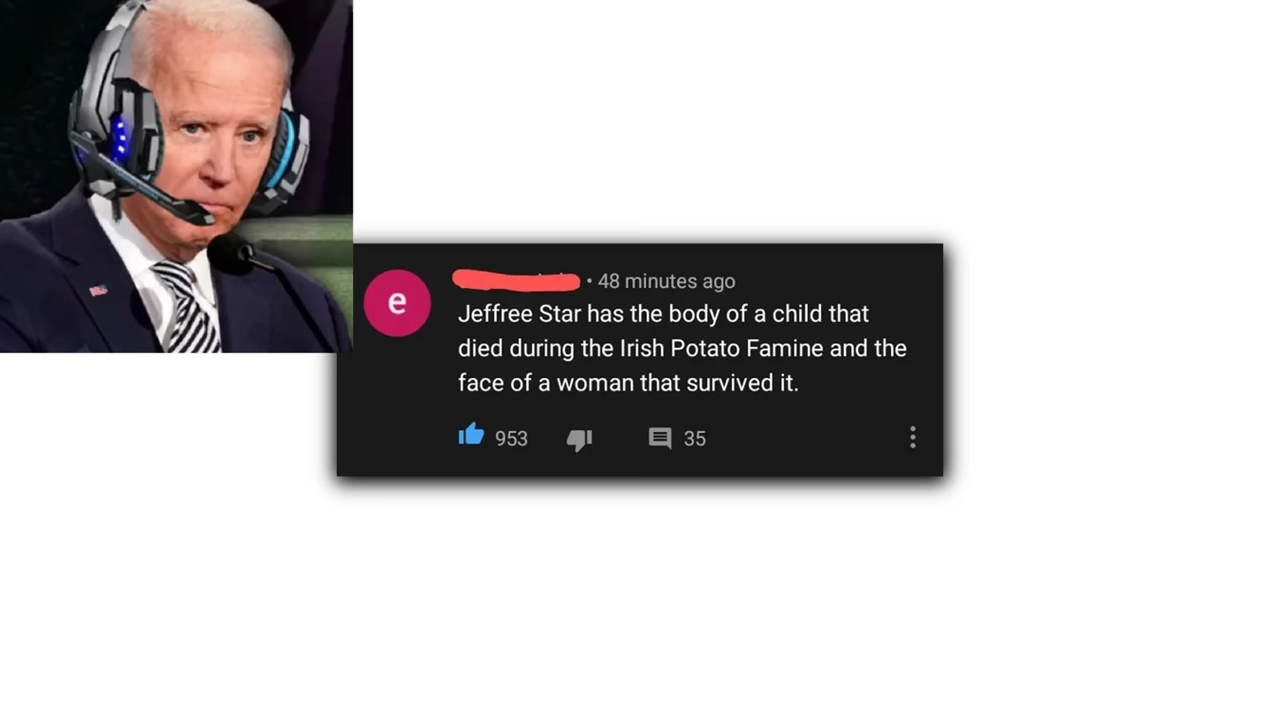 e
• 48 minutes ago
Jeffree Star has the body of a child that
died during the Irish Potato Famine and the
face of a woman that survived it.
953 35